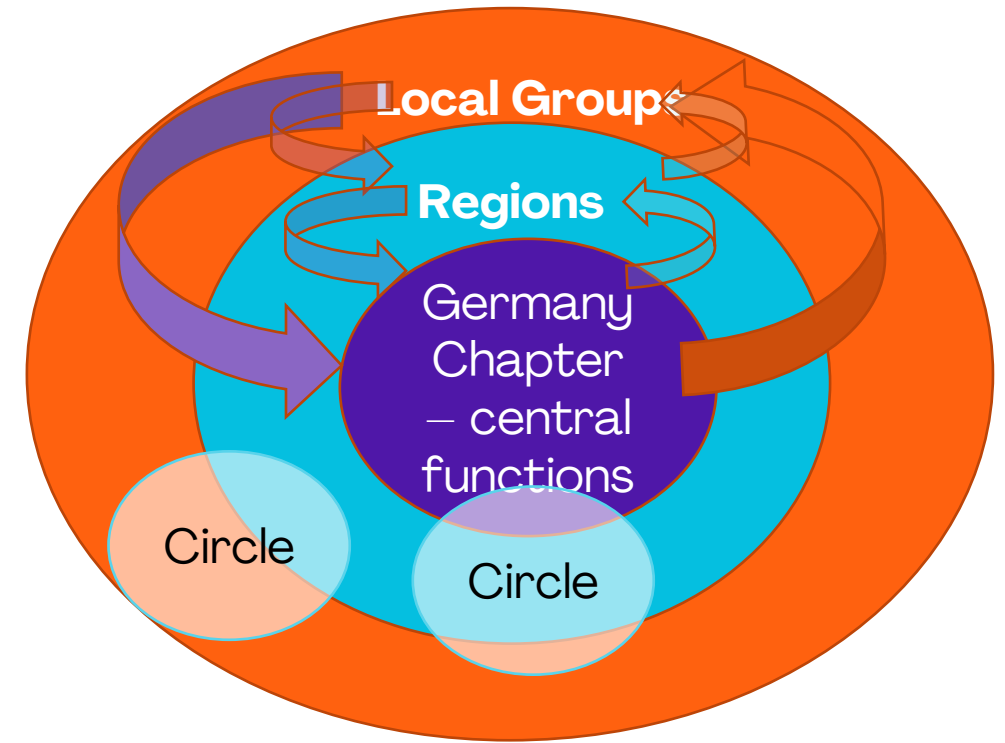 Local Groups
Regions
Germany
Chapter
– central
functions
Circle
Circle